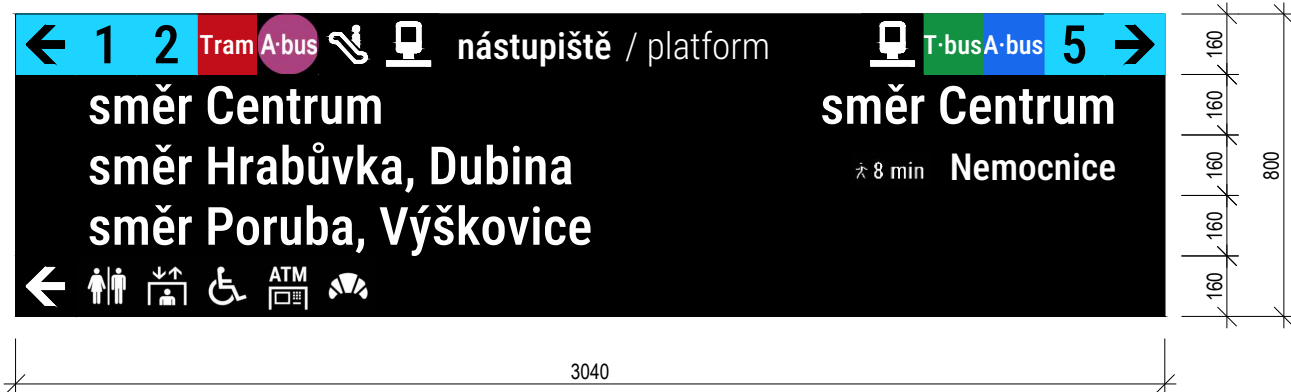 1 2 Tram A·bus nástupiště / platform T·bus A·bus 5
směr Centrum směr Centrum
směr Hrabůvka, Dubina 8 min Nemocnice
směr Poruba, Výškovice
ATM
160
160
160
160
160
800
3040